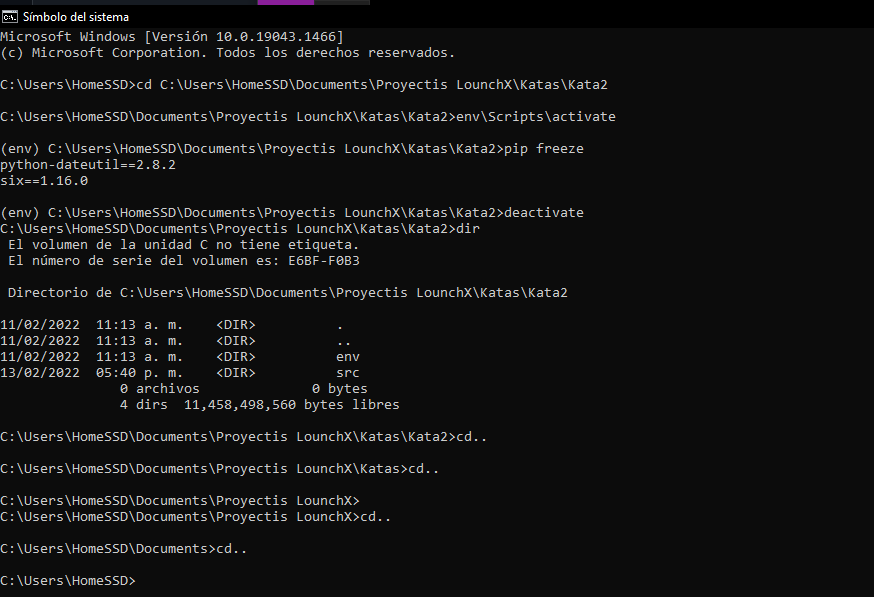 Símbolo del sistema
Microsoft Windows [Versión 10.0.19043.1466]
(c) Microsoft Corporation. Todos los derechos reservados.
C:\Users\HomeSSD>cd C:\Users\HomeSSD\Documents\Proyectis LounchX\Katas\Kata2
C:\Users\HomeSSD\Documents\Proyectis LounchX\Katas\Kata2>env\Scripts\activate
(env) C:\Users\HomeSSD\Documents\Proyectis LounchX\Katas\Kata2>pip freeze
python-dateutil==2.8.2
six==1.16.0
(env) C:\Users\HomeSSD\Documents\Proyectis LounchX\Katas\Kata2>deactivate
C:\Users\HomeSSD\Documents\Proyectis LounchX\Katas\Kata2>dir
El volumen de la unidad C no tiene etiqueta.
El número de serie del volumen es: E6BF-F0B3
Directorio de C:\Users\HomeSSD\Documents\Proyectis LounchX\Katas\Kata2
11/02/2022  11:13 a. m.    <DIR>          .
11/02/2022  11:13 a. m.    <DIR>          ..
11/02/2022  11:13 a. m.    <DIR>          env
13/02/2022  05:40 p. m.    <DIR>          src
0 archivos              0 bytes
4 dirs  11,458,498,560 bytes libres
C:\Users\HomeSSD\Documents\Proyectis LounchX\Katas\Kata2>cd..
C:\Users\HomeSSD\Documents\Proyectis LounchX\Katas>cd..
C:\Users\HomeSSD\Documents\Proyectis LounchX>
C:\Users\HomeSSD\Documents\Proyectis LounchX>cd..
C:\Users\HomeSSD\Documents>cd..
C:\Users\HomeSSD>